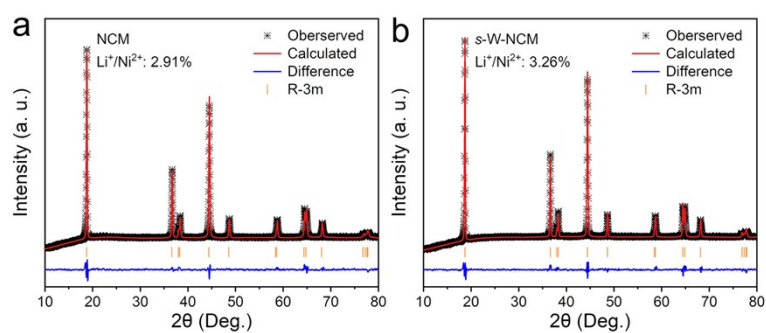 a
NCM
Li⁺/Ni²⁺: 2.91%
Oberserved
Calculated
Difference
R-3m
Intensity (a. u.)
10 20 30 40 50 60 70 80
2θ (Deg.)
b
s-W-NCM
Li⁺/Ni²⁺: 3.26%
Oberserved
Calculated
Difference
R-3m
Intensity (a. u.)
10 20 30 40 50 60 70 80
2θ (Deg.)